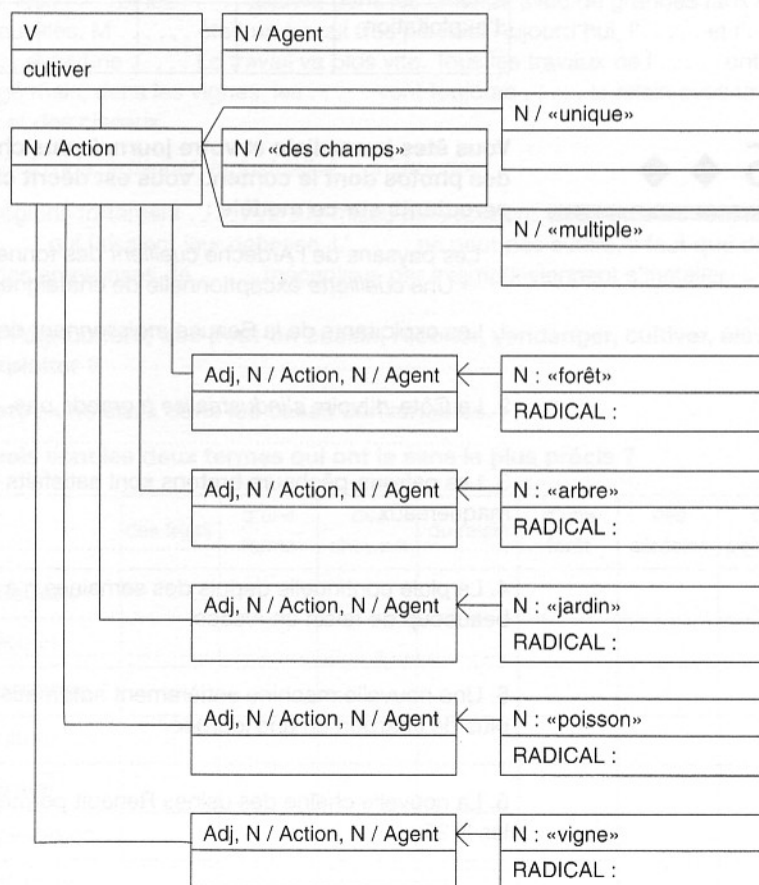 V / Action
N / Agent
cultiver
N / «unique»
N / Action
N / «des champs»
N / «multiple»
Adj, N / Action, N / Agent
N : «forêt»
RADICAL :
Adj, N / Action, N / Agent
N : «arbre»
RADICAL :
Adj, N / Action, N / Agent
N : «jardin»
RADICAL :
Adj, N / Action, N / Agent
N : «poisson»
RADICAL :
Adj, N / Action, N / Agent
N : «vigne»
RADICAL :